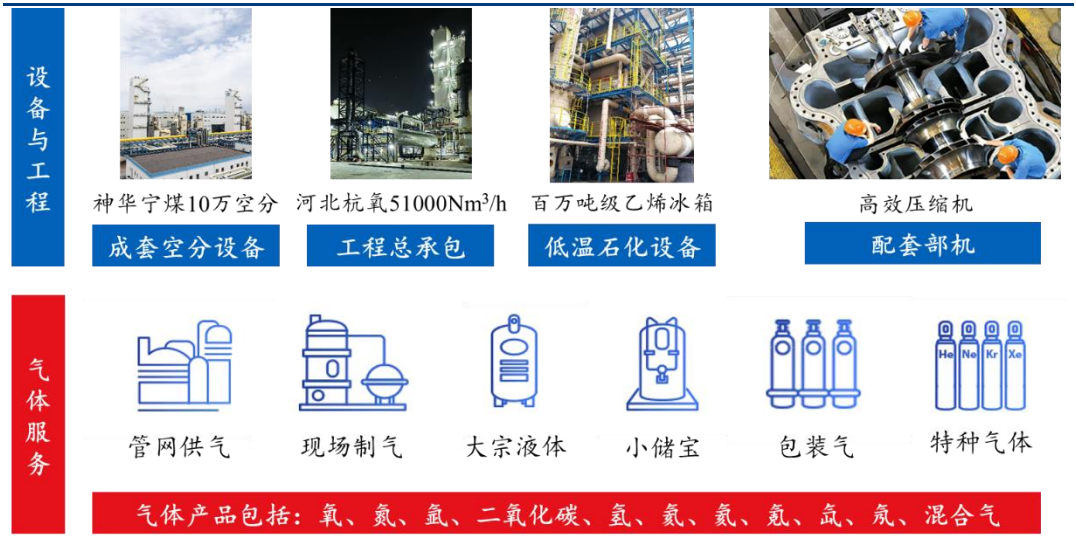 设备与工程
神华宁煤10万空分
河北杭氧51000Nm³/h
百万吨级乙烯冰箱
高效压缩机
成套空分设备
工程总承包
低温石化设备
配套部机
气体服务
He Ne Kr Xe
管网供气
现场制气
大宗液体
小储宝
包装气
特种气体
气体产品包括：氧、氮、氩、二氧化碳、氢、氦、氦、氪、氙、氖、混合气